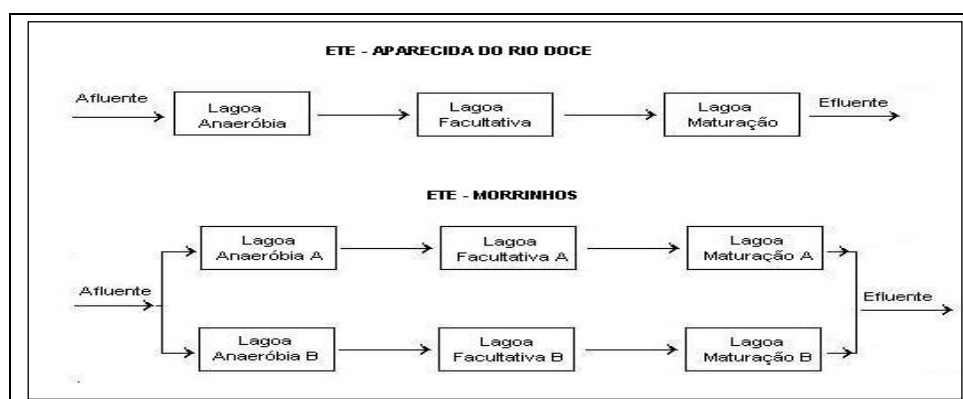 ETE - APARECIDA DO RIO DOCE
Afluente
Lagoa
Anaeróbia
Lagoa
Facultativa
Lagoa
Maturação
Efluente
ETE - MORRINHOS
Afluente
Lagoa
Anaeróbia A
Lagoa
Facultativa A
Lagoa
Maturação A
Lagoa
Anaeróbia B
Lagoa
Facultativa B
Lagoa
Maturação B
Efluente